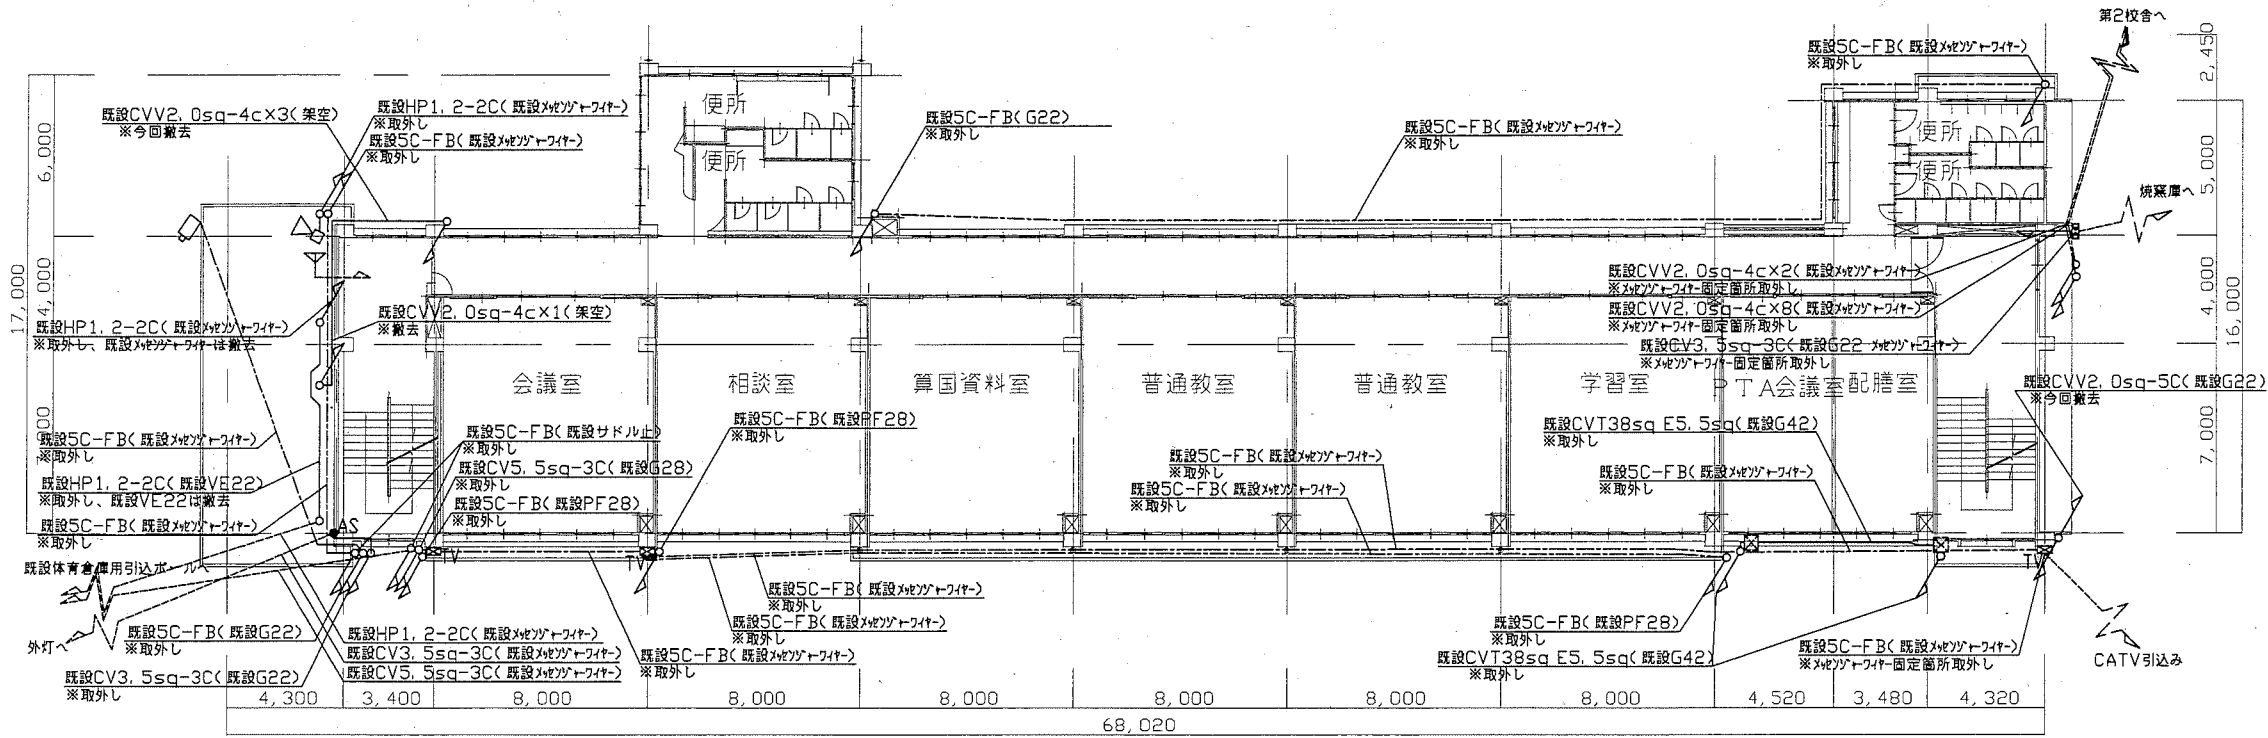 第2校舎へ
既設5C-FB(既設メッセンジャーワイヤー)
※取外し
2,450
既設HP1,2-2C(既設メッセンジャーワイヤー)
※取外し
既設CVV2,0sq-4c×3(架空)
※今回撤去
既設5C-FB(既設メッセンジャーワイヤー)
※取外し
便所
便所
既設5C-FB(G22)
※取外し
既設5C-FB(既設メッセンジャーワイヤー)
※取外し
便所
便所
6,000
5,000
焼窯庫へ
17,000
4,000
既設HP1,2-2C(既設メッセンジャーワイヤー)
※取外し、既設メッセンジャーワイヤーは撤去
既設CVV2,0sq-4c×1(架空)
※撤去
既設CVV2,0sq-4c×2(既設メッセンジャーワイヤー)
※メッセンジャーワイヤー固定箇所取外し
既設CVV2,0sq-4c×8(既設メッセンジャーワイヤー)
※メッセンジャーワイヤー固定箇所取外し
既設CV3,5sq-3C(既設G22 メッセンジャーワイヤー)
※メッセンジャーワイヤー固定箇所取外し
4,000
16,000
会議室
相談室
算国資料室
普通教室
普通教室
学習室
PTA会議室
配膳室
既設CVV2,0sq-5C(既設G22)
※今回撤去
7,000
既設5C-FB(既設メッセンジャーワイヤー)
※取外し
既設5C-FB(既設サドル止)
※取外し
既設5C-FB(既設PF28)
※取外し
既設CVT38sq E5,5sq(既設G42)
※取外し
既設CV5,5sq-3C(既設G28)
※取外し
既設5C-FB(既設メッセンジャーワイヤー)
※取外し
既設5C-FB(既設メッセンジャーワイヤー)
※取外し
既設HP1,2-2C(既設VE22)
※取外し、既設VE22は撤去
既設5C-FB(既設PF28)
※取外し
既設5C-FB(既設メッセンジャーワイヤー)
※取外し
既設5C-FB(既設メッセンジャーワイヤー)
※取外し
AS
TV
TV
TV
既設体育倉庫用引込ポールへ
外灯へ
既設5C-FB(既設G22)
※取外し
既設CV3,5sq-3C(既設G22)
※取外し
既設HP1,2-2C(既設メッセンジャーワイヤー)
既設CV3,5sq-3C(既設メッセンジャーワイヤー)
既設CV5,5sq-3C(既設メッセンジャーワイヤー)
既設5C-FB(既設メッセンジャーワイヤー)
※取外し
既設5C-FB(既設メッセンジャーワイヤー)
※取外し
既設5C-FB(既設メッセンジャーワイヤー)
※取外し
既設5C-FB(既設PF28)
※取外し
既設CVT38sq E5,5sq(既設G42)
※取外し
既設5C-FB(既設メッセンジャーワイヤー)
※メッセンジャーワイヤー固定箇所取外し
CATV引込み
4,300
3,400
8,000
8,000
8,000
8,000
8,000
8,000
4,520
3,480
4,320
68,020